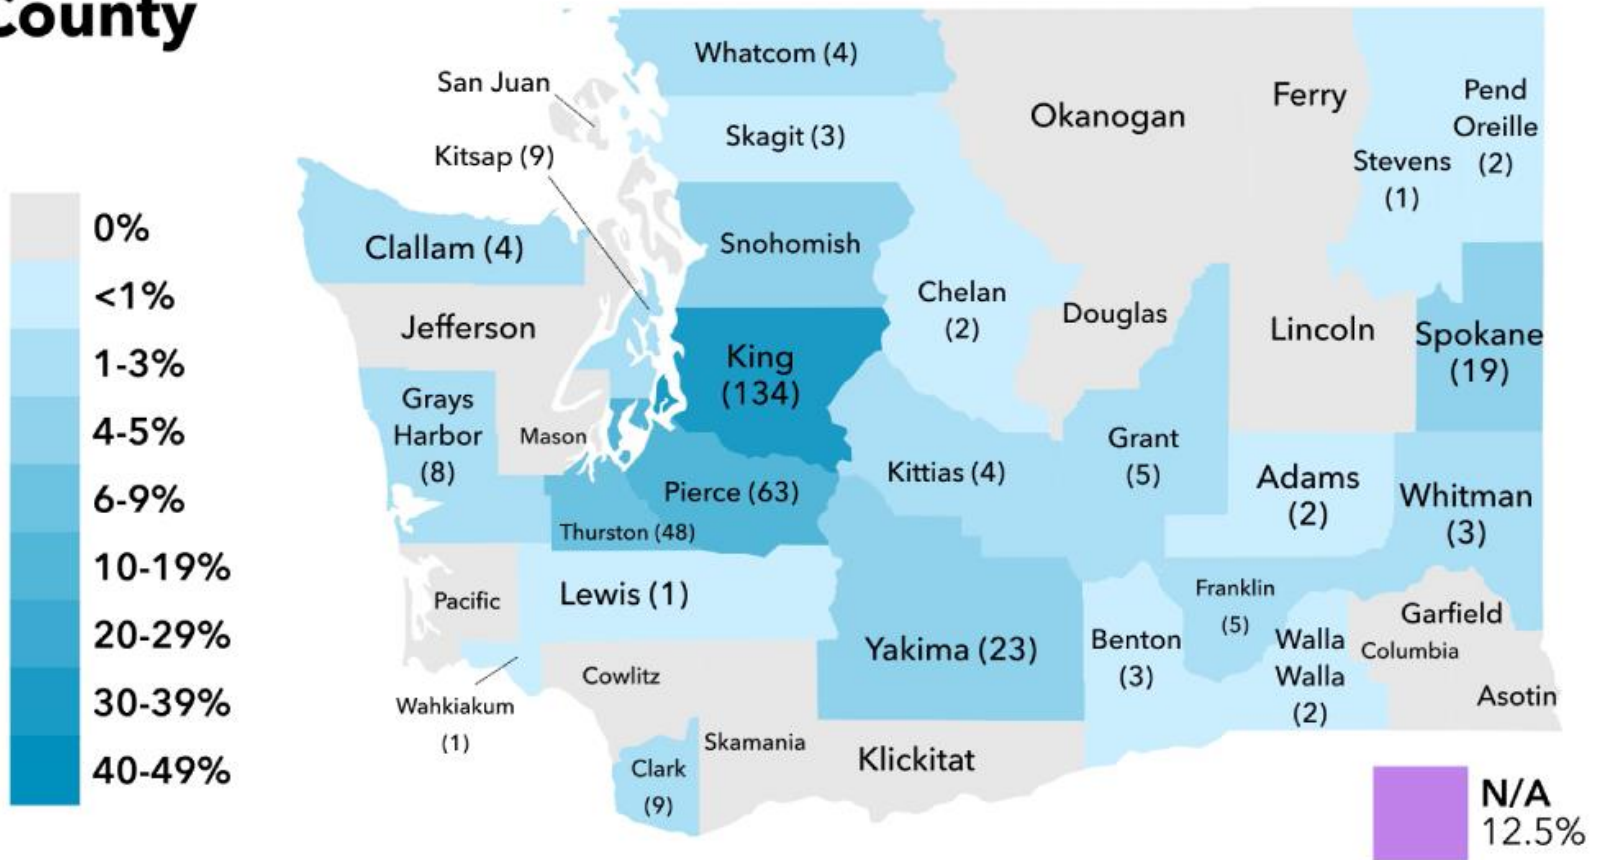 County
0%
<1%
1-3%
4-5%
6-9%
10-19%
20-29%
30-39%
40-49%
Whatcom (4)
San Juan
Skagit (3)
Kitsap (9)
Okanogan
Ferry
Pend
Oreille
(2)
Stevens
(1)
Clallam (4)
Snohomish
Chelan
(2)
Jefferson
Douglas
Lincoln
Spokane
(19)
King
(134)
Grays
Harbor
(8)
Mason
Kittias (4)
Grant
(5)
Adams
(2)
Whitman
(3)
Pierce (63)
Thurston (48)
Pacific
Lewis (1)
Yakima (23)
Benton
(3)
Franklin
(5)
Walla
Walla
(2)
Garfield
Columbia
Asotin
Wahkiakum
(1)
Cowlitz
Skamania
Klickitat
Clark
(9)
N/A
12.5%